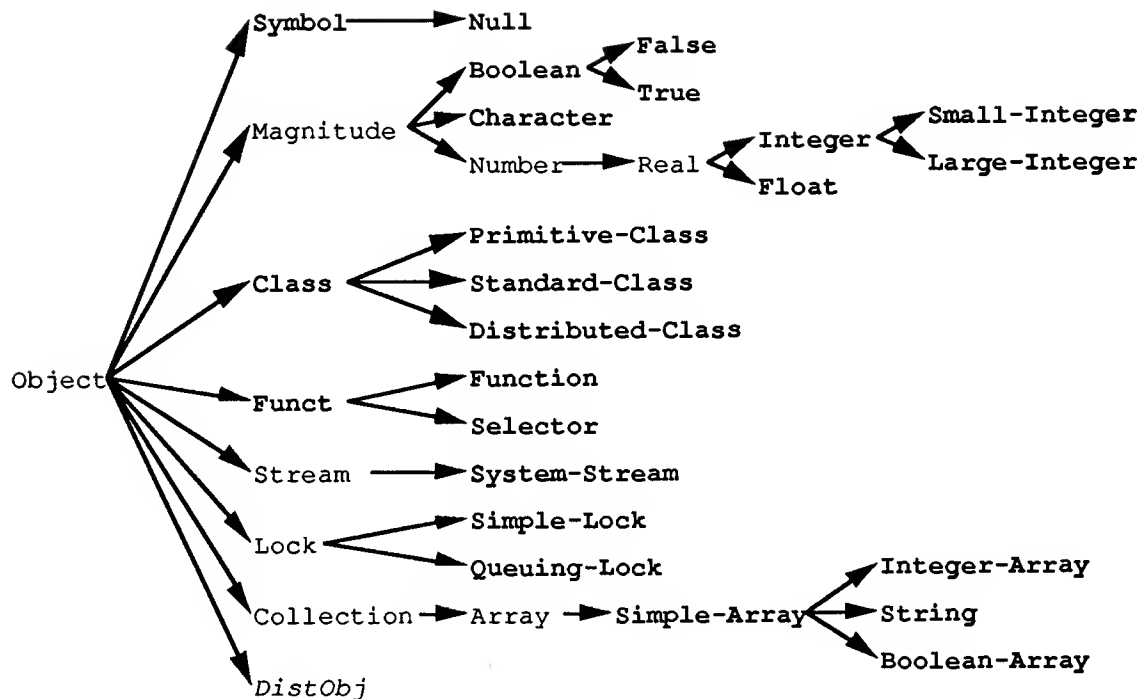 Symbol
Null
Boolean
False
True
Magnitude
Character
Number
Real
Integer
Float
Small-Integer
Large-Integer
Class
Primitive-Class
Standard-Class
Distributed-Class
Object
Funct
Function
Selector
Stream
System-Stream
Lock
Simple-Lock
Queuing-Lock
Collection
Array
Simple-Array
Integer-Array
String
Boolean-Array
DistObj